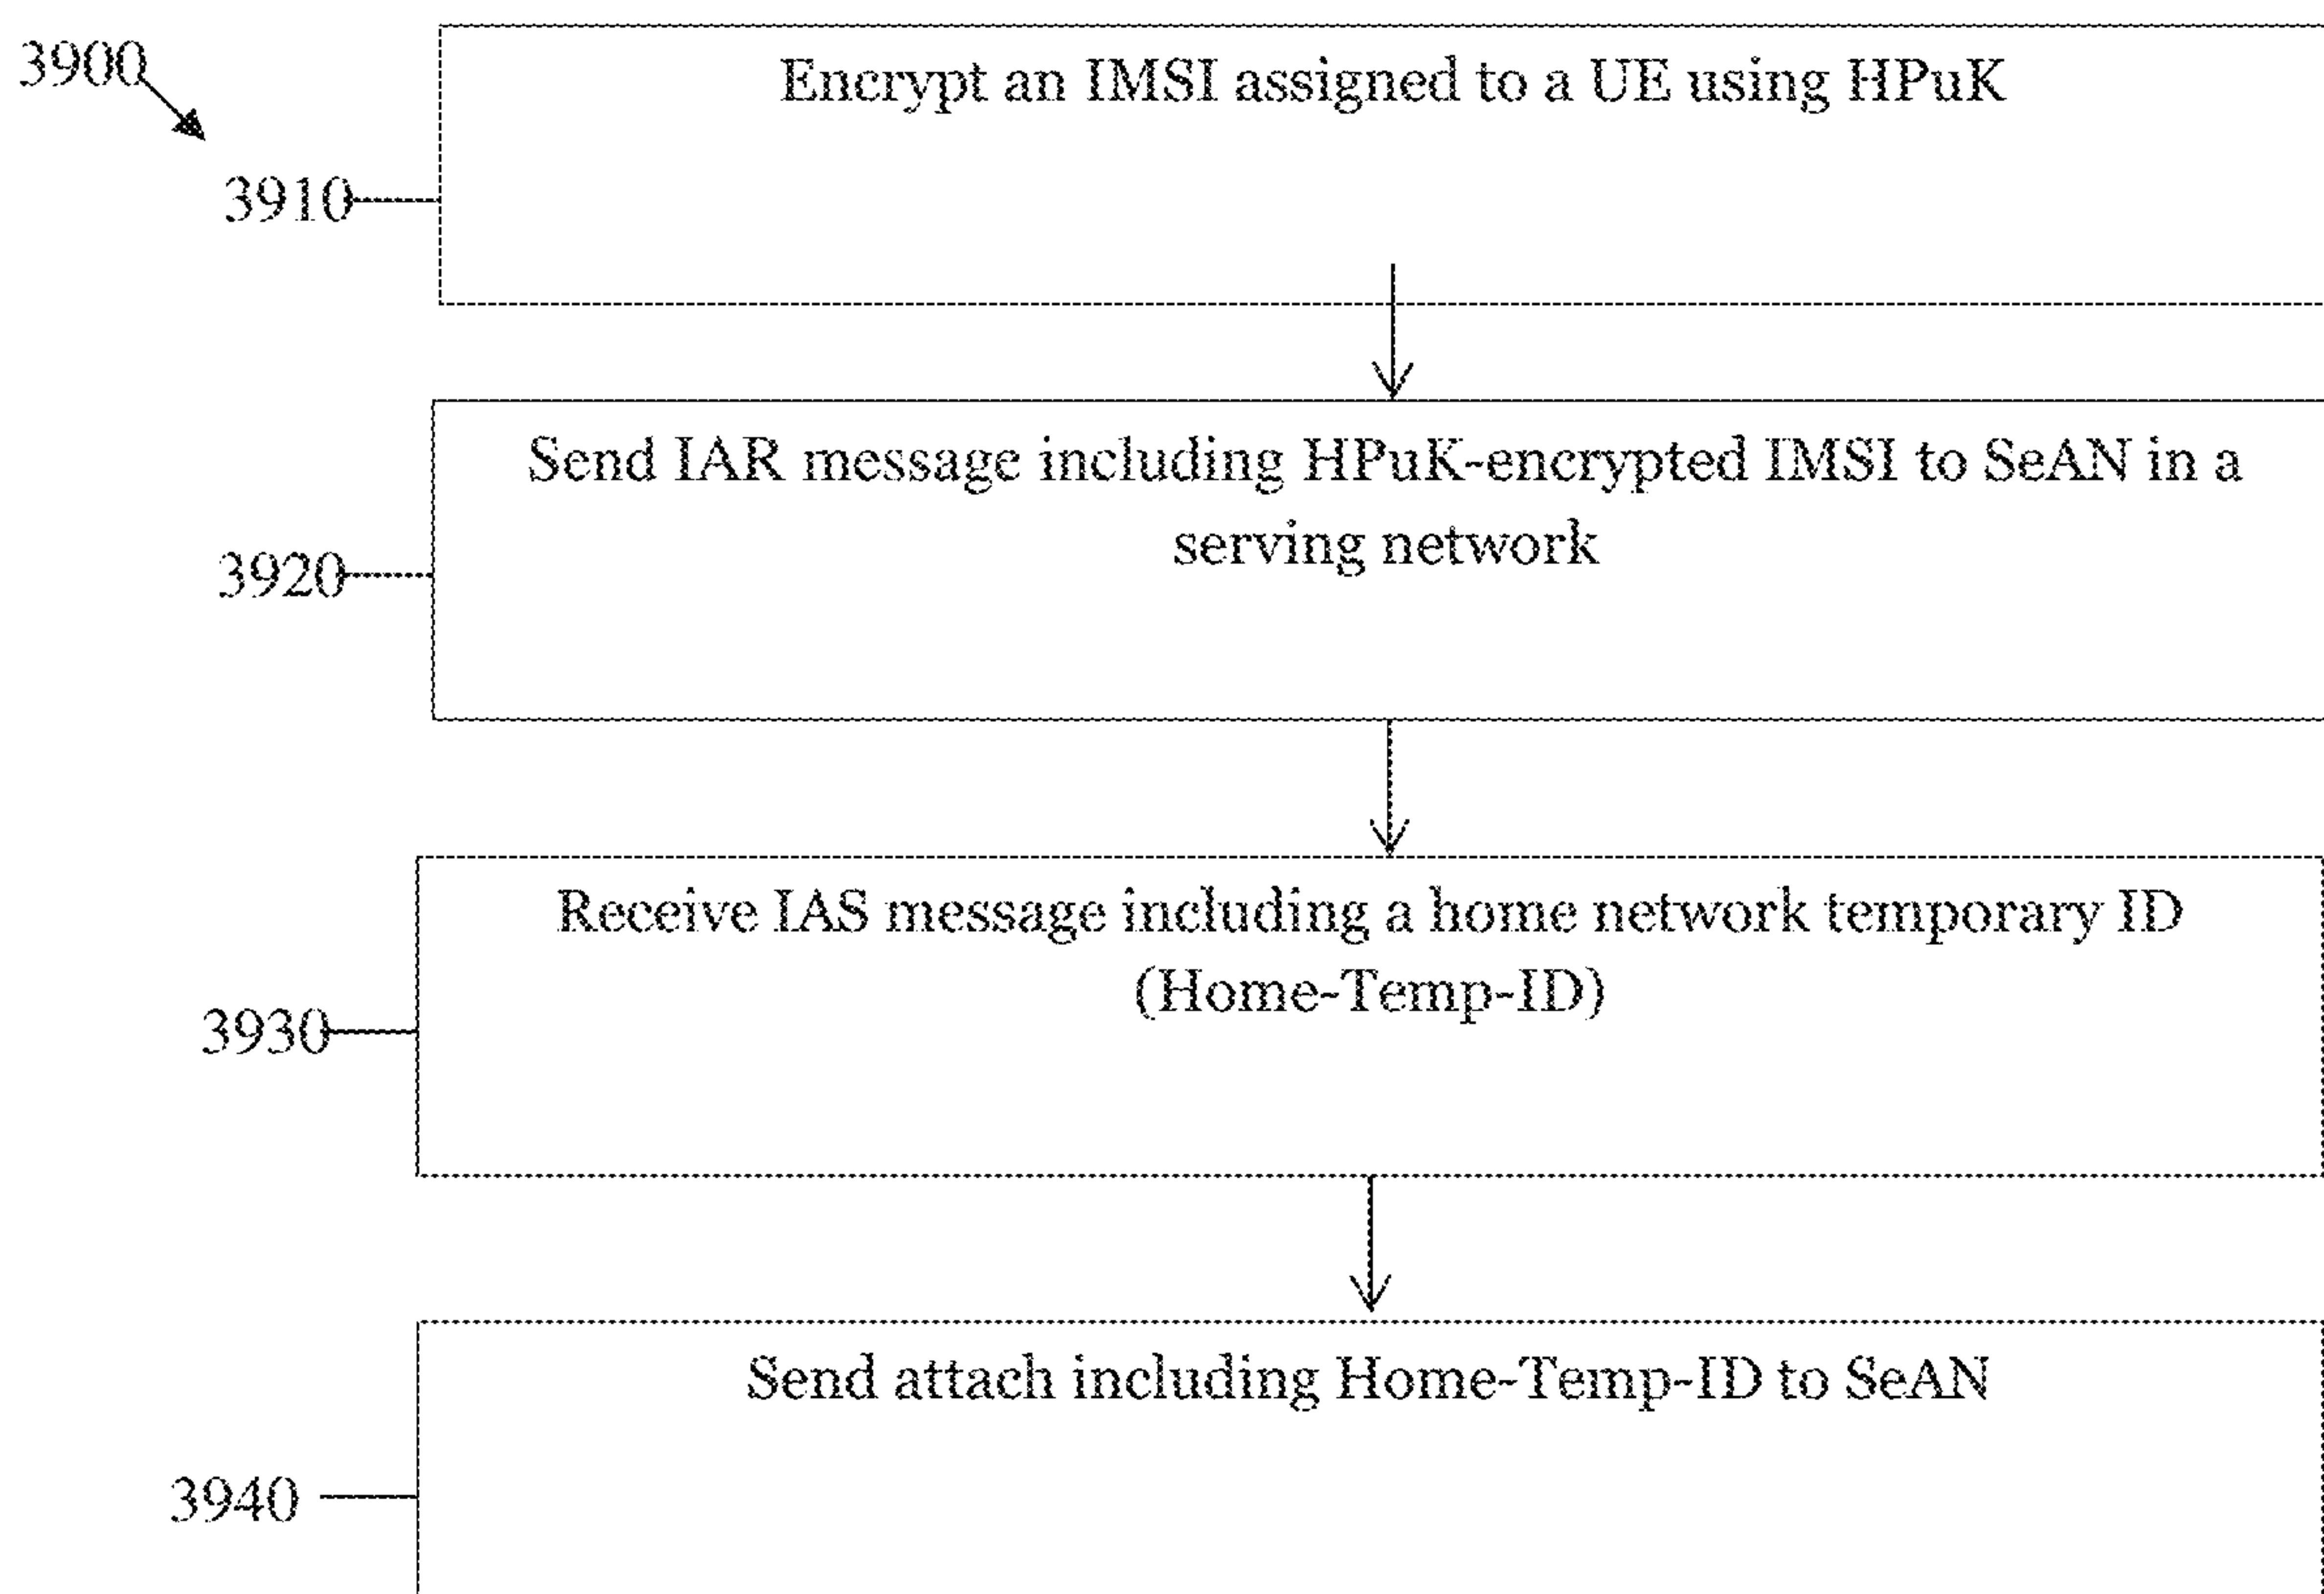 3900
Encrypt an IMSI assigned to a UE using HPuK
3910
Send IAR message including HPuK-encrypted IMSI to SeAN in a
serving network
3920
Receive IAS message including a home network temporary ID
(Home-Temp-ID)
3930
Send attach including Home-Temp-ID to SeAN
3940